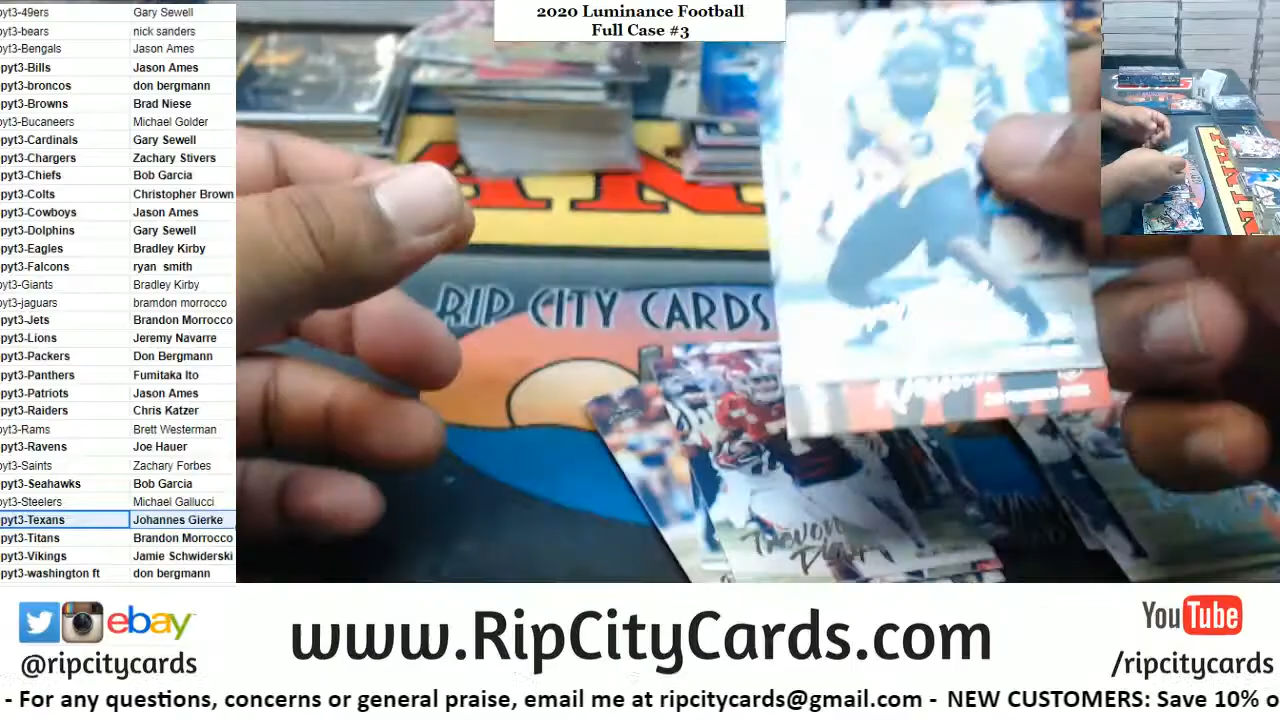 pyt3-49ers Gary Sewell
pyt3-bears nick sanders
pyt3-Bengals Jason Ames
pyt3-Bills Jason Ames
pyt3-broncos don bergmann
pyt3-Browns Brad Niese
pyt3-Bucaneers Michael Golder
pyt3-Cardinals Gary Sewell
pyt3-Chargers Zachary Stivers
pyt3-Chiefs Bob Garcia
pyt3-Colts Christopher Brown
pyt3-Cowboys Jason Ames
pyt3-Dolphins Gary Sewell
pyt3-Eagles Bradley Kirby
pyt3-Falcons ryan smith
pyt3-Giants Bradley Kirby
pyt3-jaguars bramdon morrocco
pyt3-Jets Brandon Morrocco
pyt3-Lions Jeremy Navarre
pyt3-Packers Don Bergmann
pyt3-Panthers Fumitaka Ito
pyt3-Patriots Jason Ames
pyt3-Raiders Chris Katzer
pyt3-Rams Brett Westerman
pyt3-Ravens Joe Hauer
pyt3-Saints Zachary Forbes
pyt3-Seahawks Bob Garcia
pyt3-Steelers Michael Gallucci
pyt3-Texans Johannes Gierke
pyt3-Titans Brandon Morrocco
pyt3-Vikings Jamie Schwiderski
pyt3-washington ft don bergmann
2020 Luminance Football
Full Case #3
RIP CITY CARDS
TREVON
ebay
@ripcitycards
www.RipCityCards.com
YouTube
/ripcitycards
- For any questions, concerns or general praise, email me at ripcitycards@gmail.com - NEW CUSTOMERS: Save 10% o